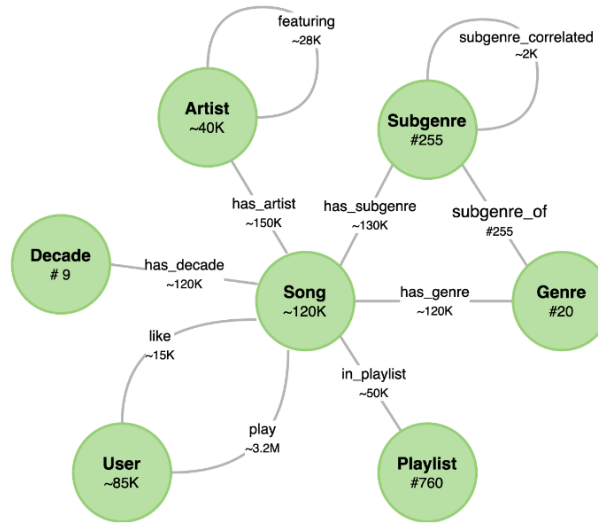 featuring
~28K
subgenre_correlated
~2K
Artist
~40K
Subgenre
#255
has_artist
~150K
has_subgenre
~130K
subgenre_of
#255
Decade
# 9
has_decade
~120K
Song
~120K
has_genre
~120K
Genre
#20
like
~15K
in_playlist
~50K
play
~3.2M
User
~85K
Playlist
#760